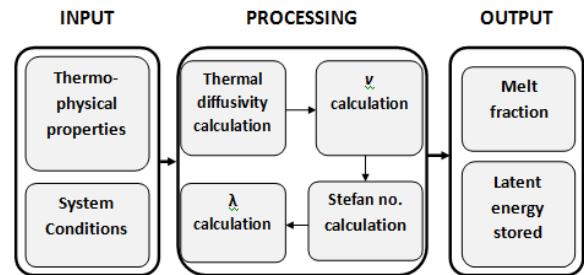 INPUT
PROCESSING
OUTPUT
Thermo-
physical
properties
System
Conditions
Thermal
diffusivity
calculation
v
calculation
λ
calculation
Stefan no.
calculation
Melt
fraction
Latent
energy
stored